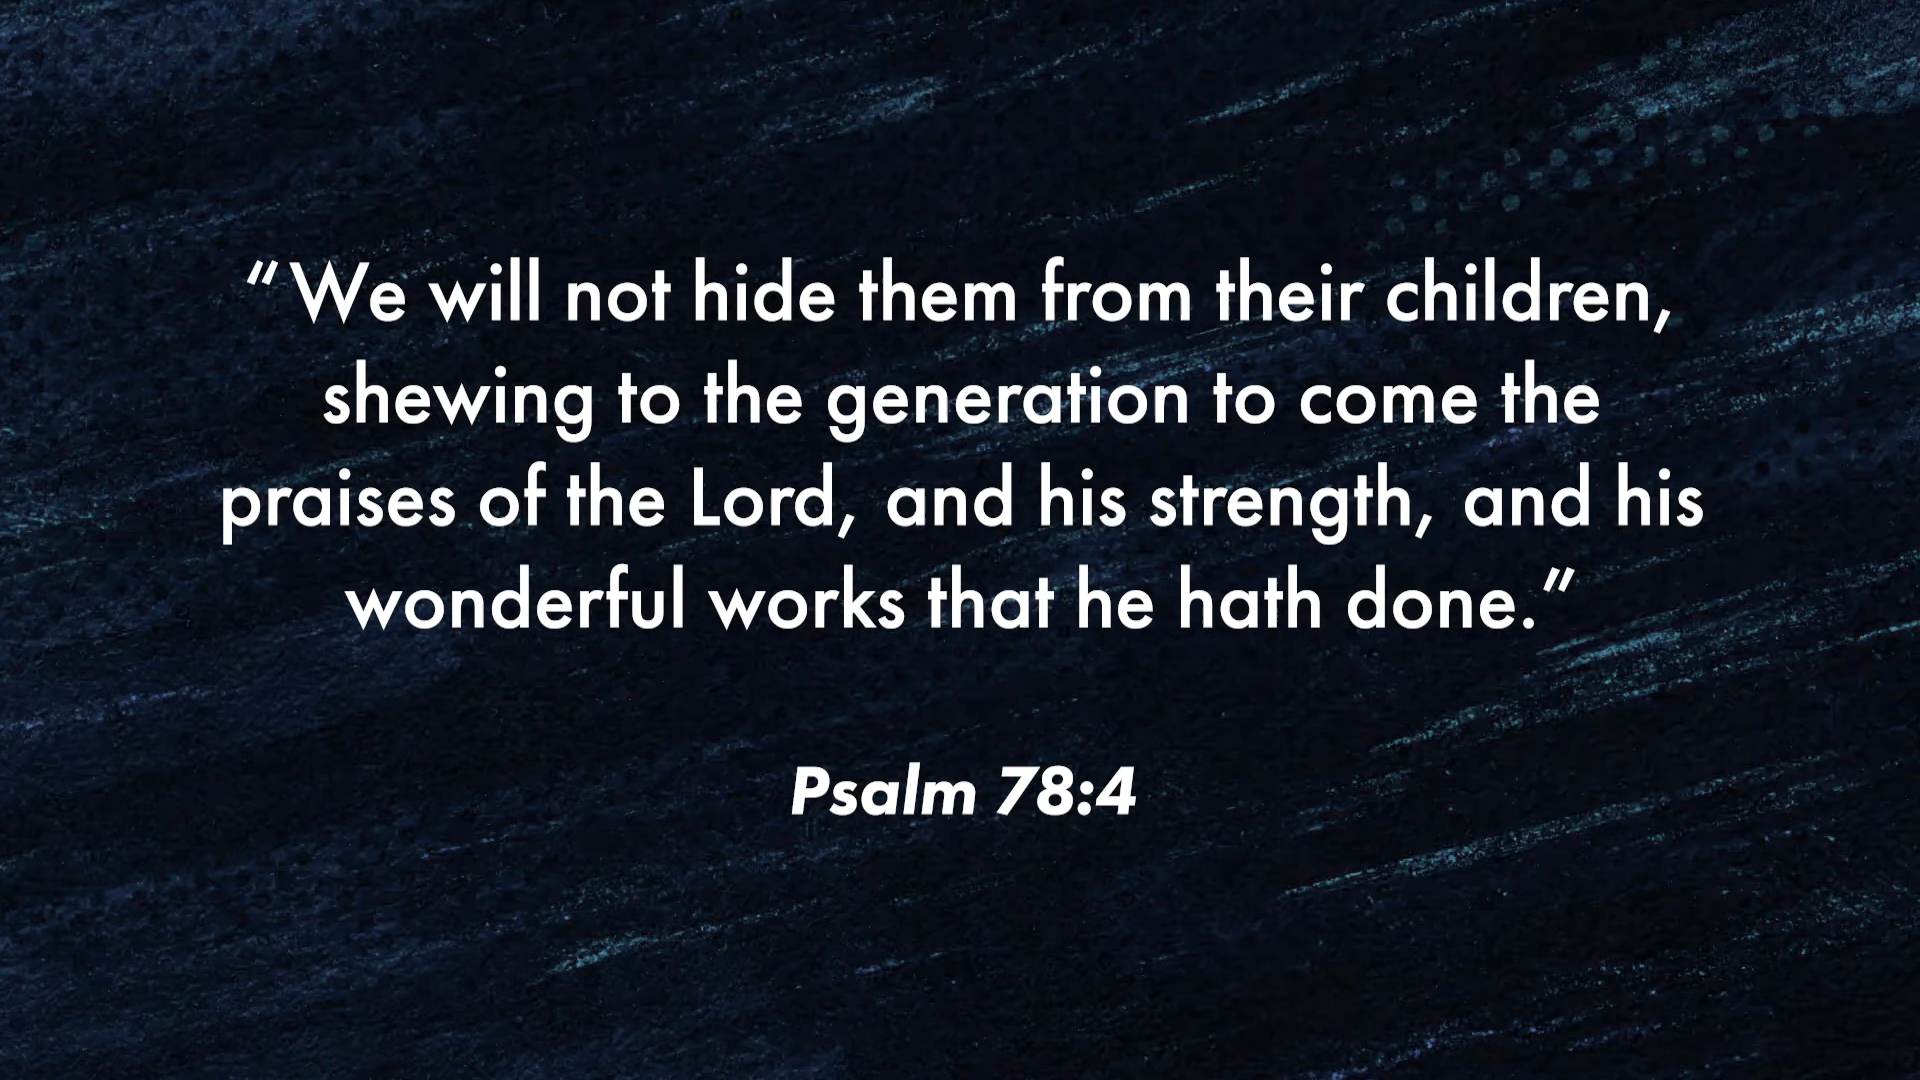 “We will not hide them from their children,
shewing to the generation to come the
praises of the Lord, and his strength, and his
wonderful works that he hath done.”
Psalm 78:4